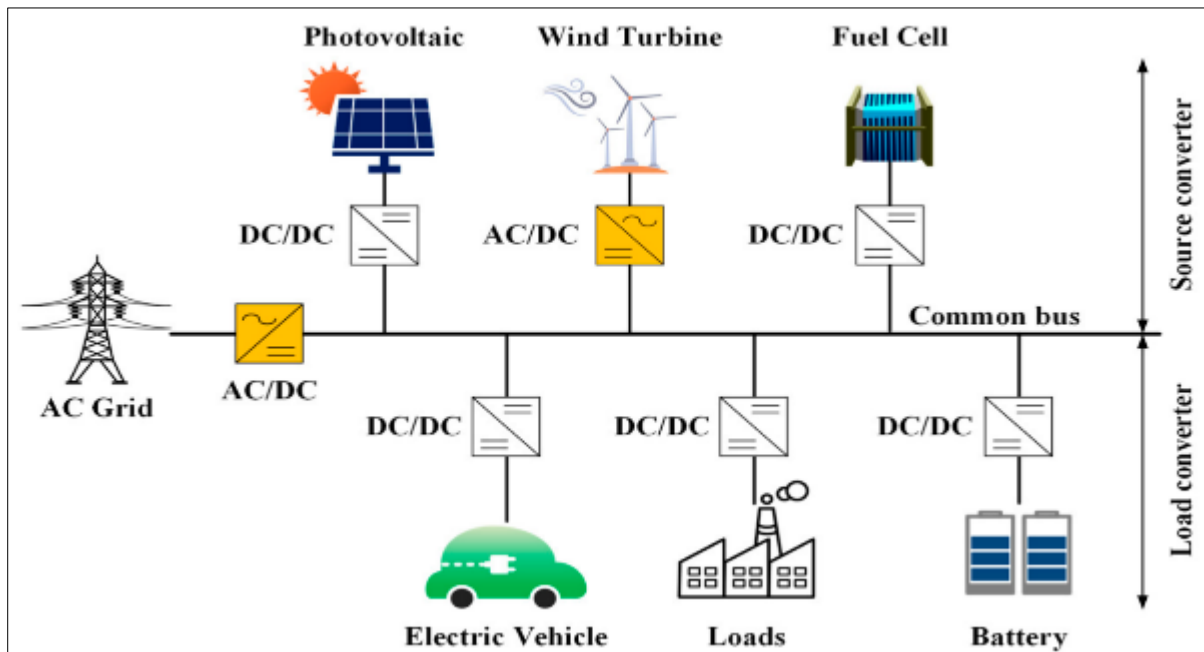 Photovoltaic
Wind Turbine
Fuel Cell
Source converter
DC/DC
AC/DC
DC/DC
Common bus
AC Grid
AC/DC
DC/DC
DC/DC
DC/DC
Load converter
Electric Vehicle
Loads
Battery